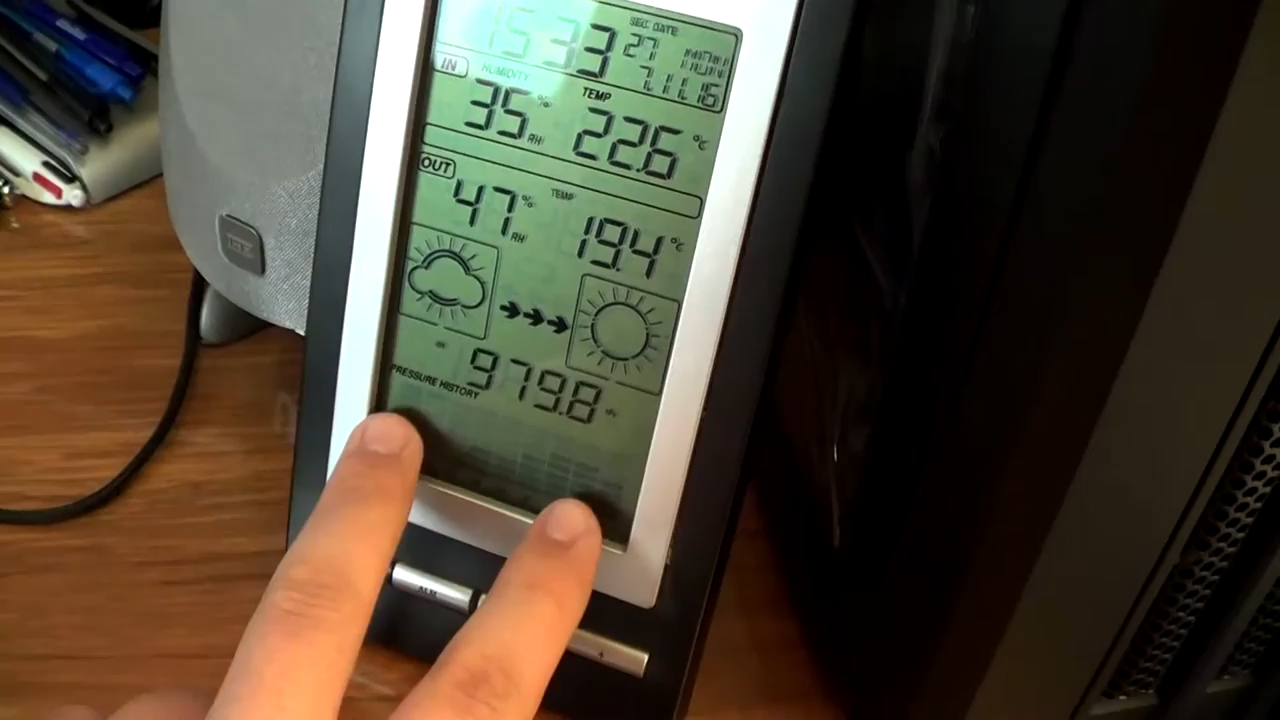 SEC. DATE
15:33 27
7.11.16
IN HUMIDITY TEMP
35 % RH 22.6 °C
OUT TEMP
47 % RH 19.4 °C
979.8
PRESSURE HISTORY
+